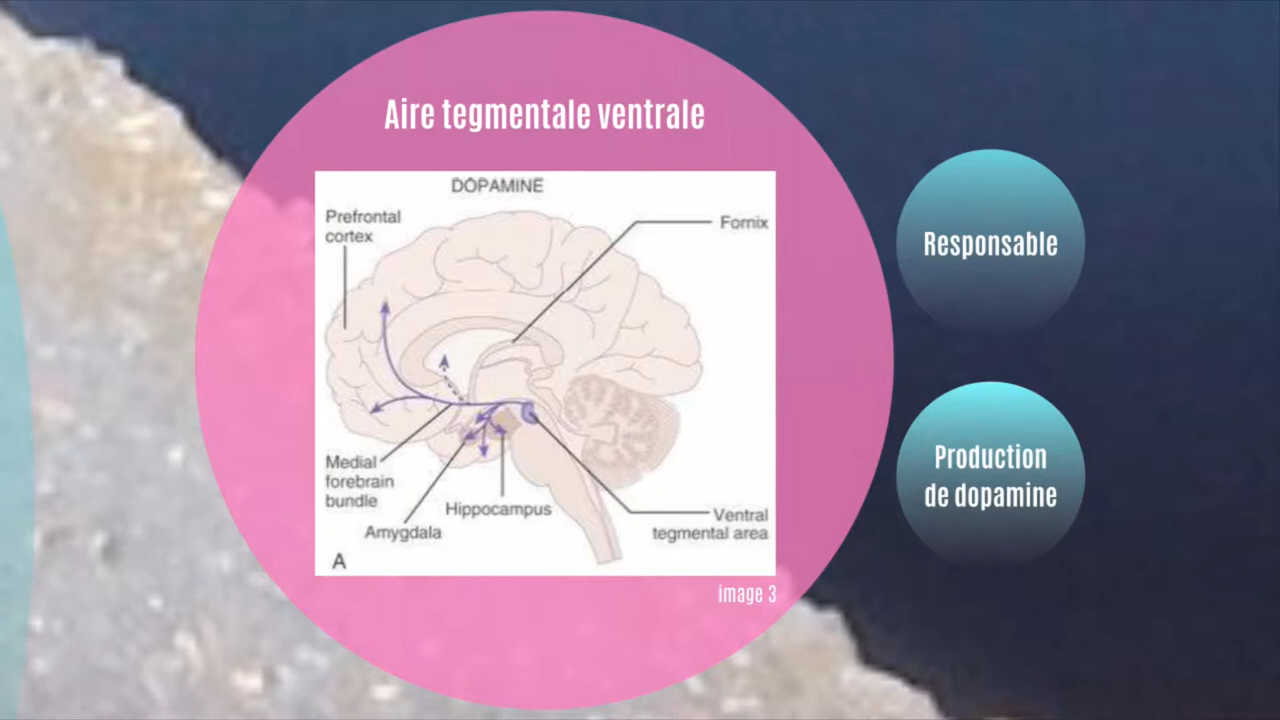 Aire tegmentale ventrale
DOPAMINE
Prefrontal
cortex
Fornix
Medial
forebrain
bundle
Hippocampus
Amygdala
Ventral
tegmental area
A
image 3
Responsable
Production
de dopamine